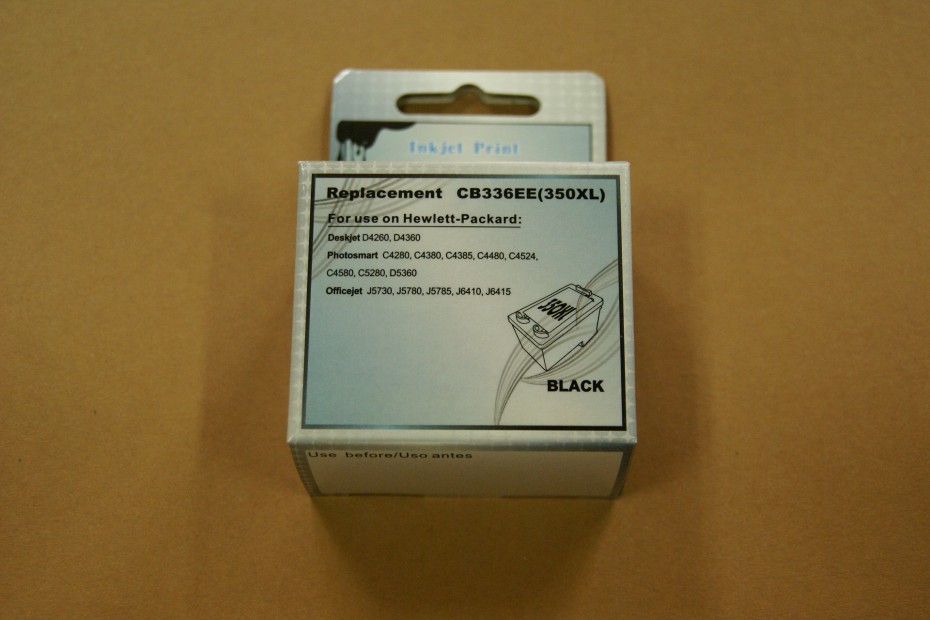 Inkjet Print
Replacement CB336EE(350XL)
For use on Hewlett-Packard:
Deskjet D4260, D4360
Photosmart C4280, C4380, C4385, C4480, C4524,
C4580, C5280, D5360
Officejet J5730, J5780, J5785, J6410, J6415
BLACK
Use before/Uso antes